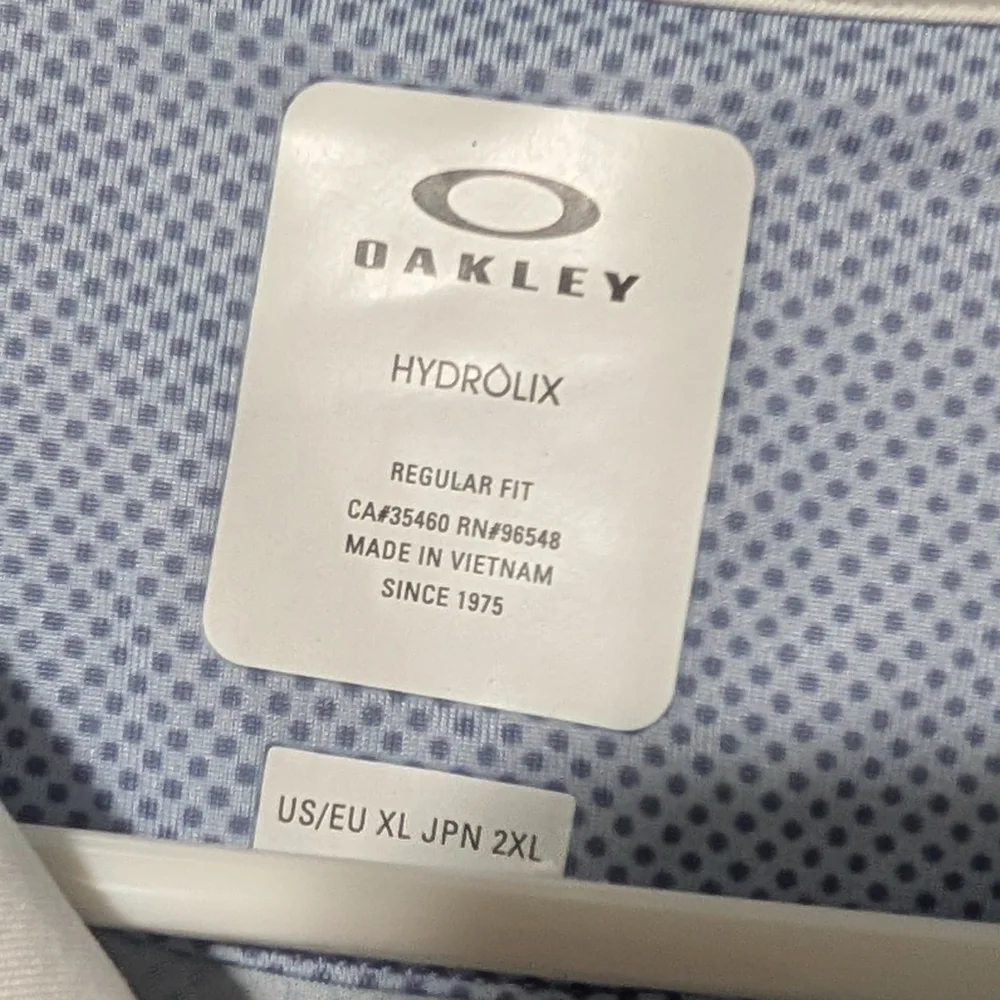 OAKLEY
HYDROLIX
REGULAR FIT
CA#35460 RN#96548
MADE IN VIETNAM
SINCE 1975
US/EU XL JPN 2XL